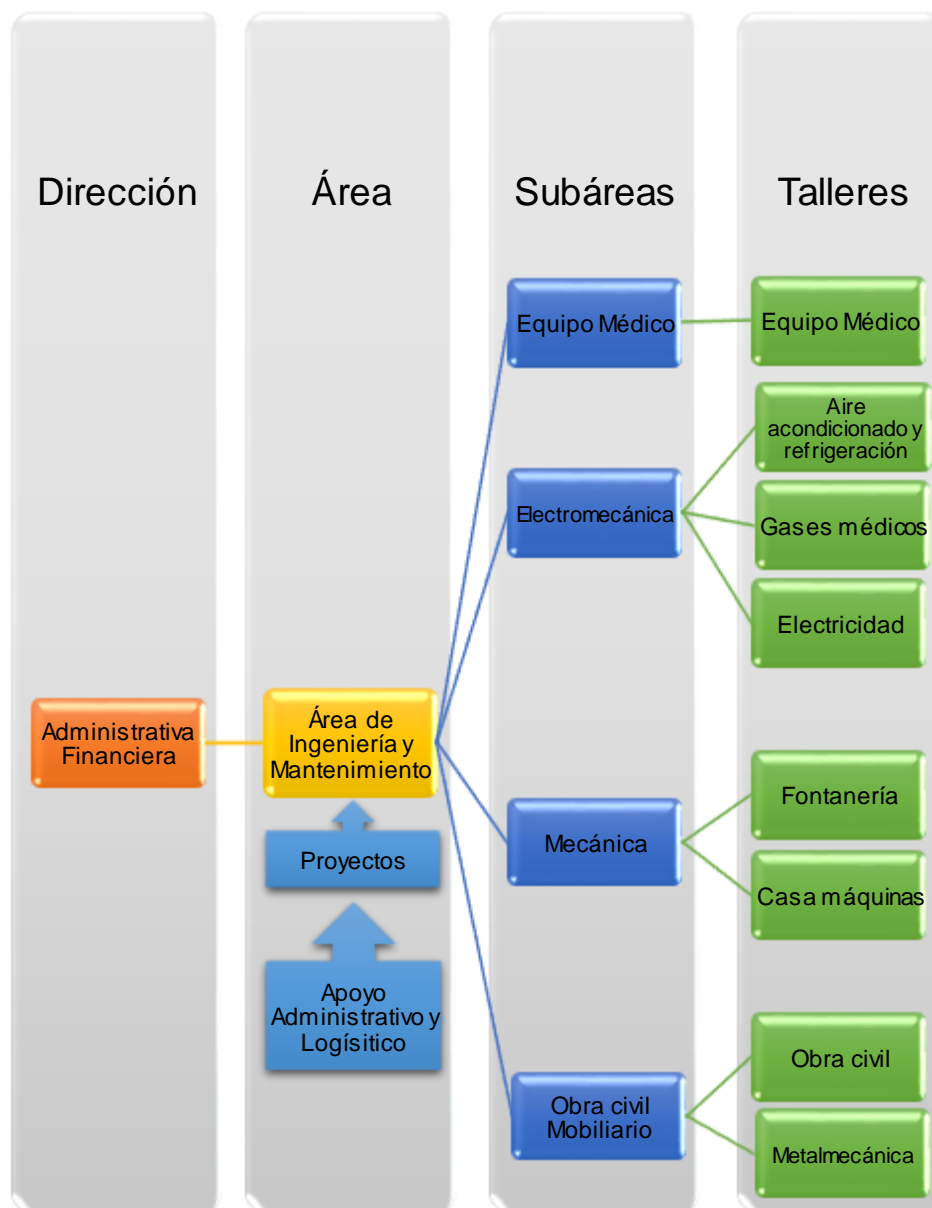 Dirección
Área
Subáreas
Talleres
Administrativa
Financiera
Área de
Ingeniería y
Mantenimiento
Proyectos
Apoyo
Administrativo y
Logísitico
Equipo Médico
Electromecánica
Mecánica
Obra civil
Mobiliario
Equipo Médico
Aire
acondicionado y
refrigeración
Gases médicos
Electricidad
Fontanería
Casa máquinas
Obra civil
Metalmecánica